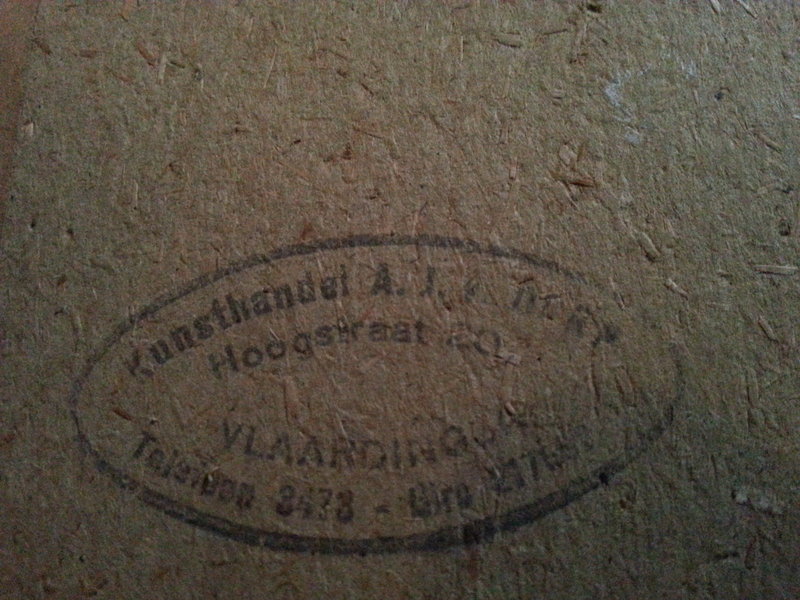 Kunsthandel A. J.
Hoogstraat
VLAARDINGEN
Telefoon 3473 - Giro